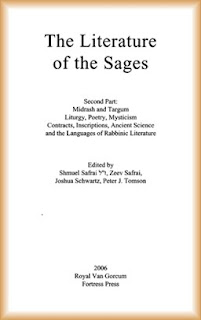 The Literature
of the Sages
Second Part:
Midrash and Targum
Liturgy, Poetry, Mysticism
Contracts, Inscriptions, Ancient Science
and the Languages of Rabbinic Literature
Edited by
Shmuel Safrai ז״ל, Zeev Safrai,
Joshua Schwartz, Peter J. Tomson
2006
Royal Van Gorcum
Fortress Press